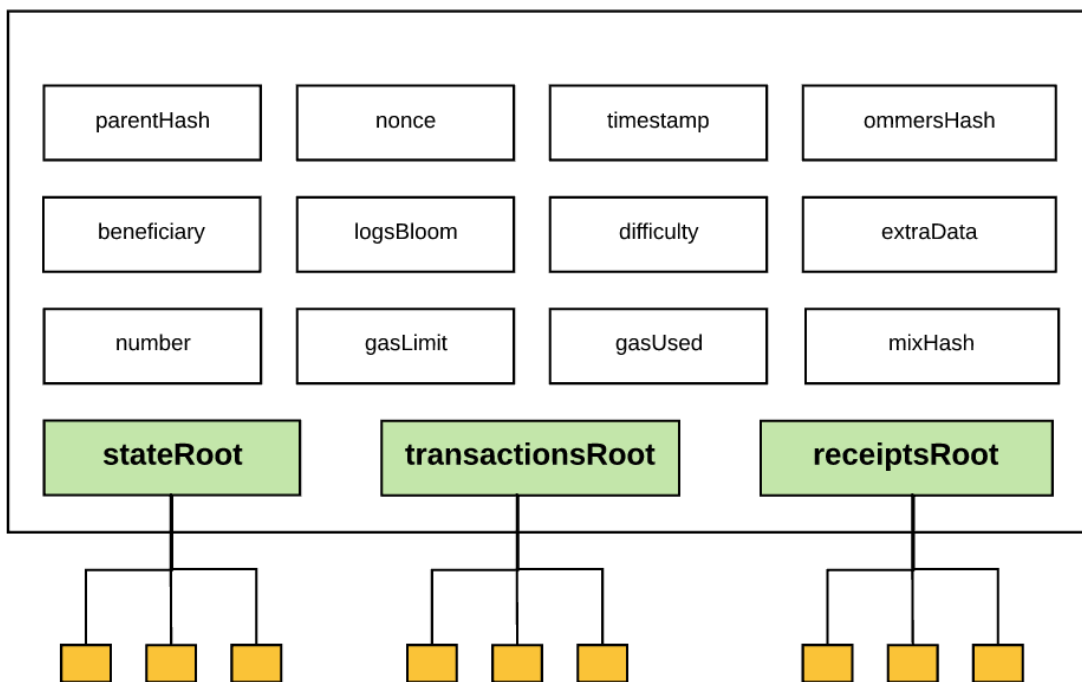 parentHash
nonce
timestamp
ommersHash
beneficiary
logsBloom
difficulty
extraData
number
gasLimit
gasUsed
mixHash
stateRoot
transactionsRoot
receiptsRoot